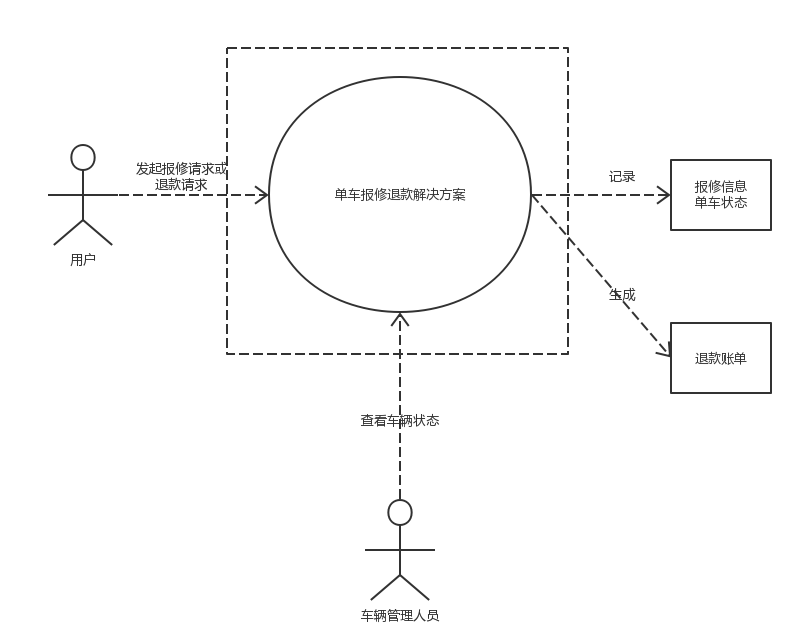 发起报修请求或
退款请求
用户
单车报修退款解决方案
记录
报修信息
单车状态
生成
退款账单
查看车辆状态
车辆管理人员